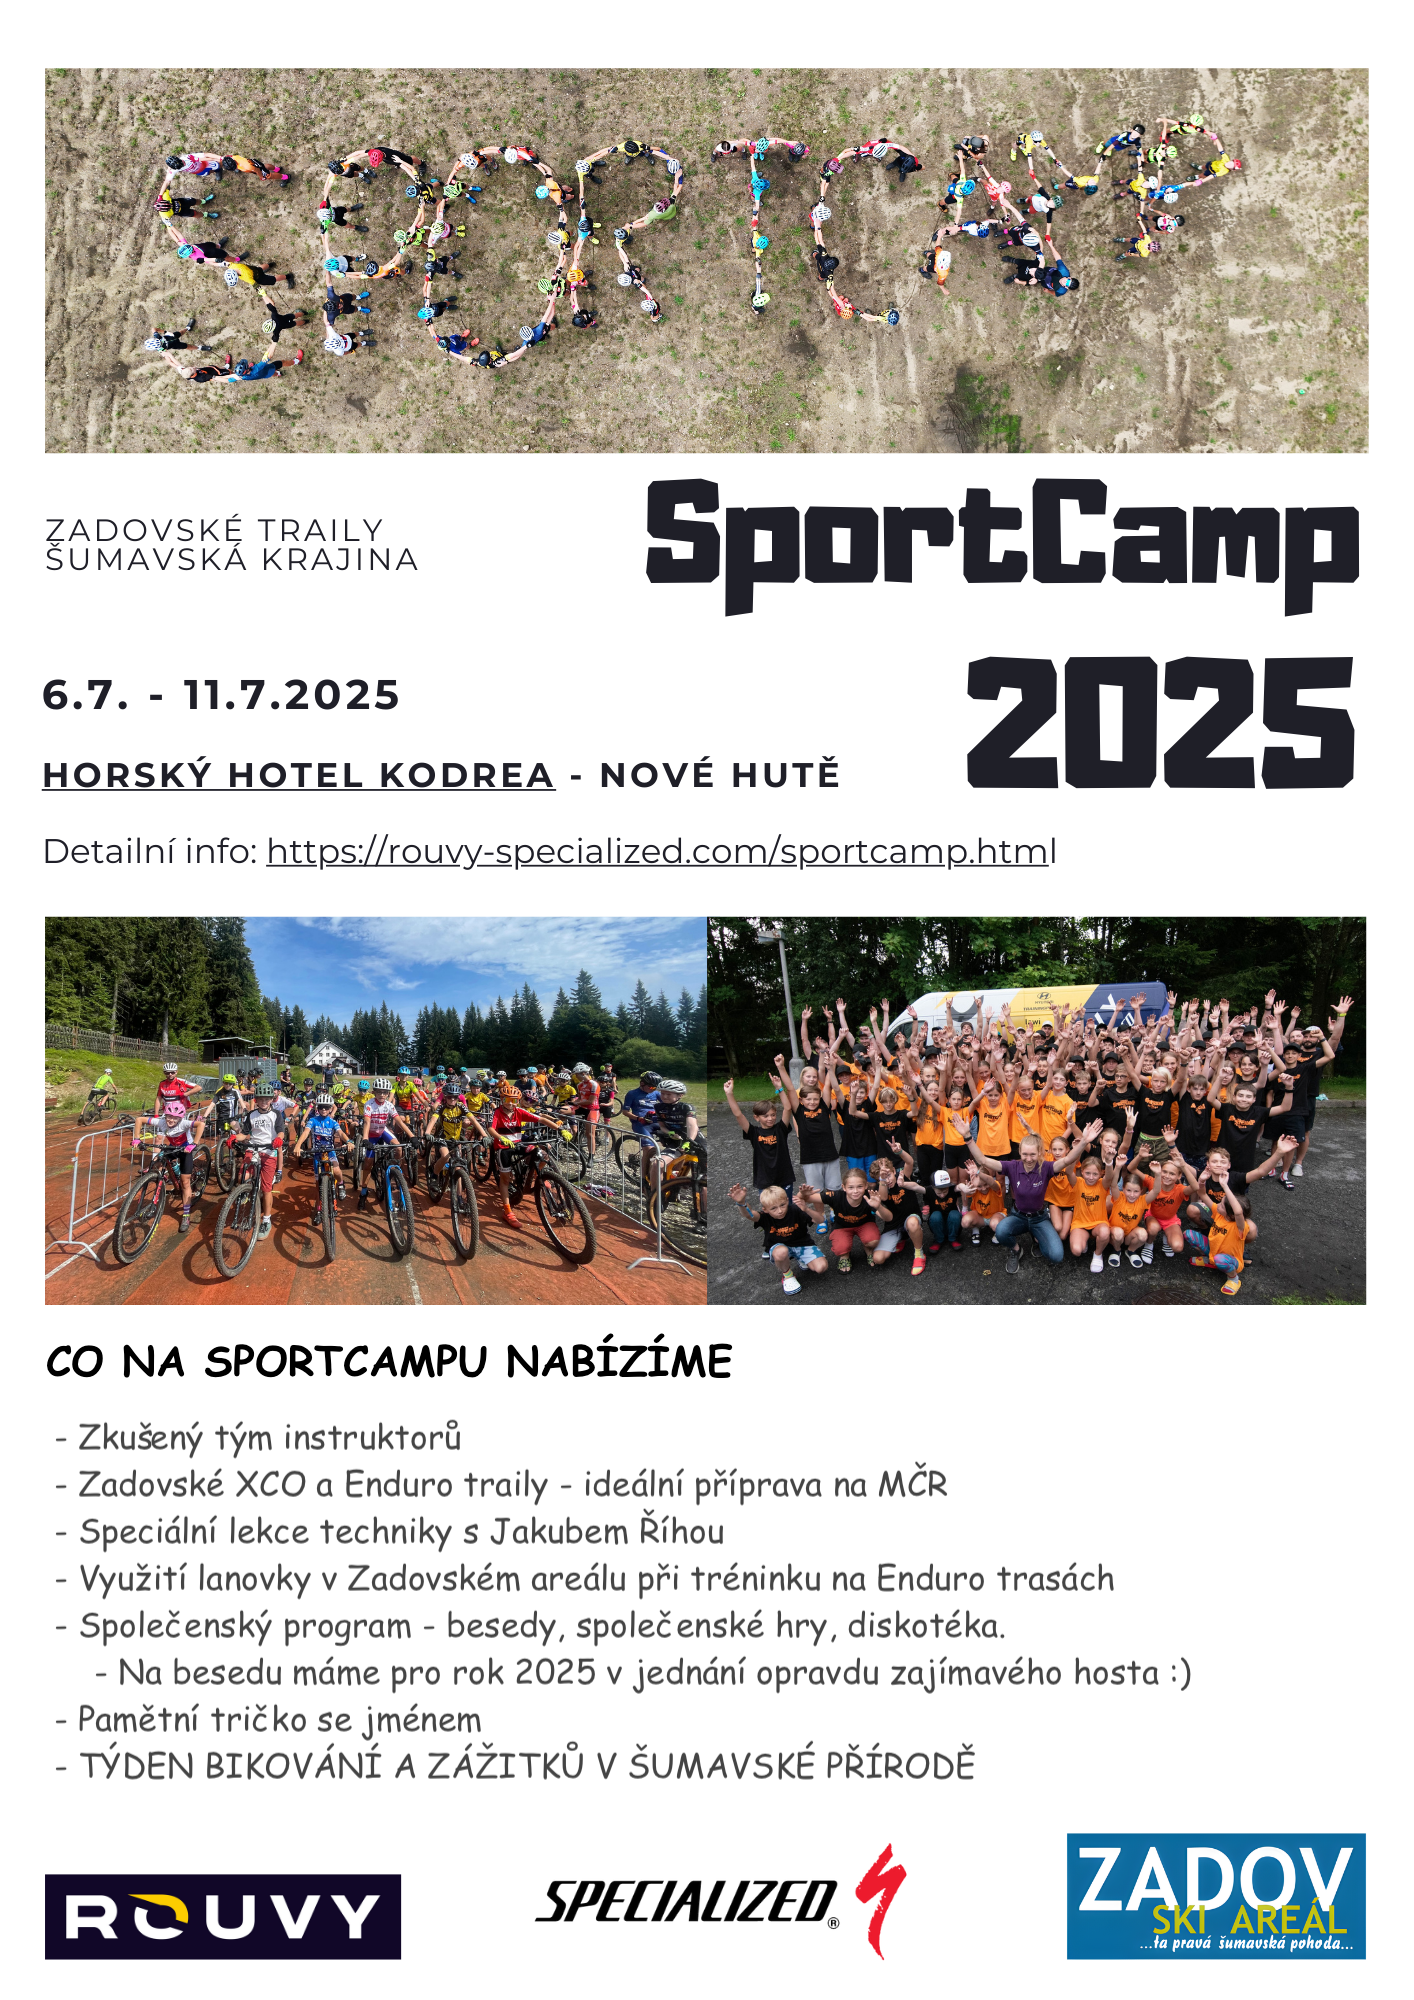 SPORTCAMP
ZADOVSKÉ TRAILY
ŠUMAVSKÁ KRAJINA
SportCamp
2025
6.7. - 11.7.2025
HORSKÝ HOTEL KODREA - NOVÉ HUTĚ
Detailní info: https://rouvy-specialized.com/sportcamp.html
CO NA SPORTCAMPU NABÍZÍME
- Zkušený tým instruktorů
- Zadovské XCO a Enduro traily - ideální příprava na MČR
- Speciální lekce techniky s Jakubem Říhou
- Využití lanovky v Zadovském areálu při tréninku na Enduro trasách
- Společenský program - besedy, společenské hry, diskotéka.
- Na besedu máme pro rok 2025 v jednání opravdu zajímavého hosta :)
- Pamětní tričko se jménem
- TÝDEN BIKOVÁNÍ A ZÁŽITKŮ V ŠUMAVSKÉ PŘÍRODĚ
ROUVY
SPECIALIZED®
ZADOV
SKI AREÁL
...ta pravá šumavská pohoda...